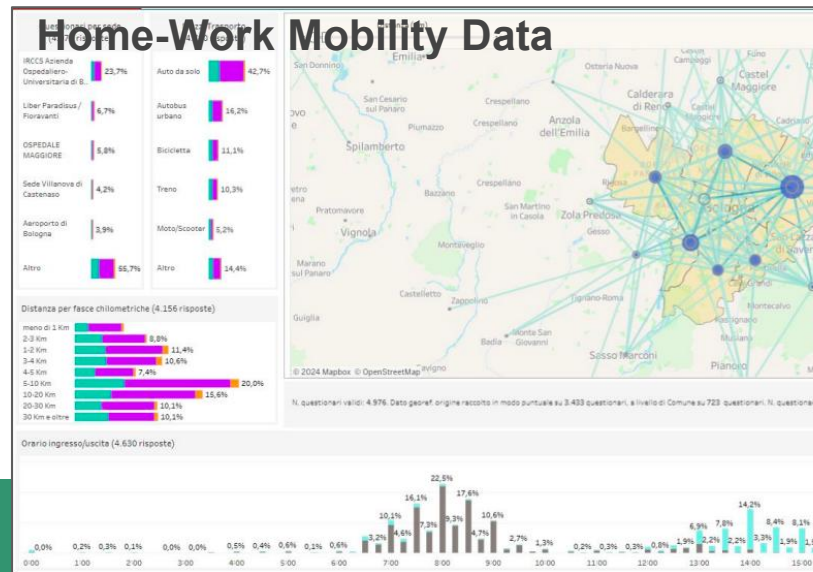 Home-Work Mobility Data
IRCCS Azienda
Ospedaliero-
Universitaria di B..
23,7%
Liber Paradisus /
Fioravanti
6,7%
OSPEDALE
MAGGIORE
5,8%
Sede Villanova di
Castenaso
4,2%
Aeroporto di
Bologna
3,9%
Altro
55,7%
Auto da solo
42,7%
Autobus
urbano
16,2%
Bicicletta
11,1%
Treno
10,3%
Moto/Scooter
5,2%
Altro
14,4%
Distanza per fasce chilometriche (4.156 risposte)
meno di 1 Km
2-3 Km
8,8%
1-2 Km
11,4%
3-4 Km
10,6%
4-5 Km
7,4%
5-10 Km
20,0%
10-20 Km
15,6%
20-30 Km
10,1%
30 Km e oltre
10,1%
San Donnino
Emilia
Osteria Nuova
Castel
Campeggi
Funo
Castel
Maggiore
San Cesario
sul Panaro
Crespellano
Calderara
di Reno
Cadriano
Piumazzo
Crespellano
Anzola
dell'Emilia
Bargellino
Spilamberto
Bazzano
Crespellano
Riposa
Pratomavore
San Martino
in Casola
Zola Predosa
Bologna
Vignola
Gesso
Monteveglio
Marano
sul Panaro
Castelletto
Zappolino
Tignano-Roma
Montecalvo
Guiglia
Badia
Monte San
Giovanni
Rastignano
Sasso Marconi
Pianoro
© 2024 Mapbox © OpenStreetMap
N. questionari validi: 4.976. Dato georef. origine raccolto in modo puntuale su 3.433 questionari, a livello di Comune su 723 questionari. N. questionar
Orario ingresso/uscita (4.630 risposte)
0,0% 0,2% 0,3% 0,1% 0,0% 0,0% 0,5% 0,4% 0,6% 0,1% 0,6% 3,2% 10,1% 4,6% 16,1% 7,3% 22,5% 9,3% 17,6% 4,7% 10,6% 2,7% 1,3% 0,2% 0,3% 0,3% 0,8% 1,9% 6,9% 2,2% 7,8% 2,2% 14,2% 3,3% 8,4% 1,9% 8,1%
0:00 1:00 2:00 3:00 4:00 5:00 6:00 7:00 8:00 9:00 10:00 11:00 12:00 13:00 14:00 15:00